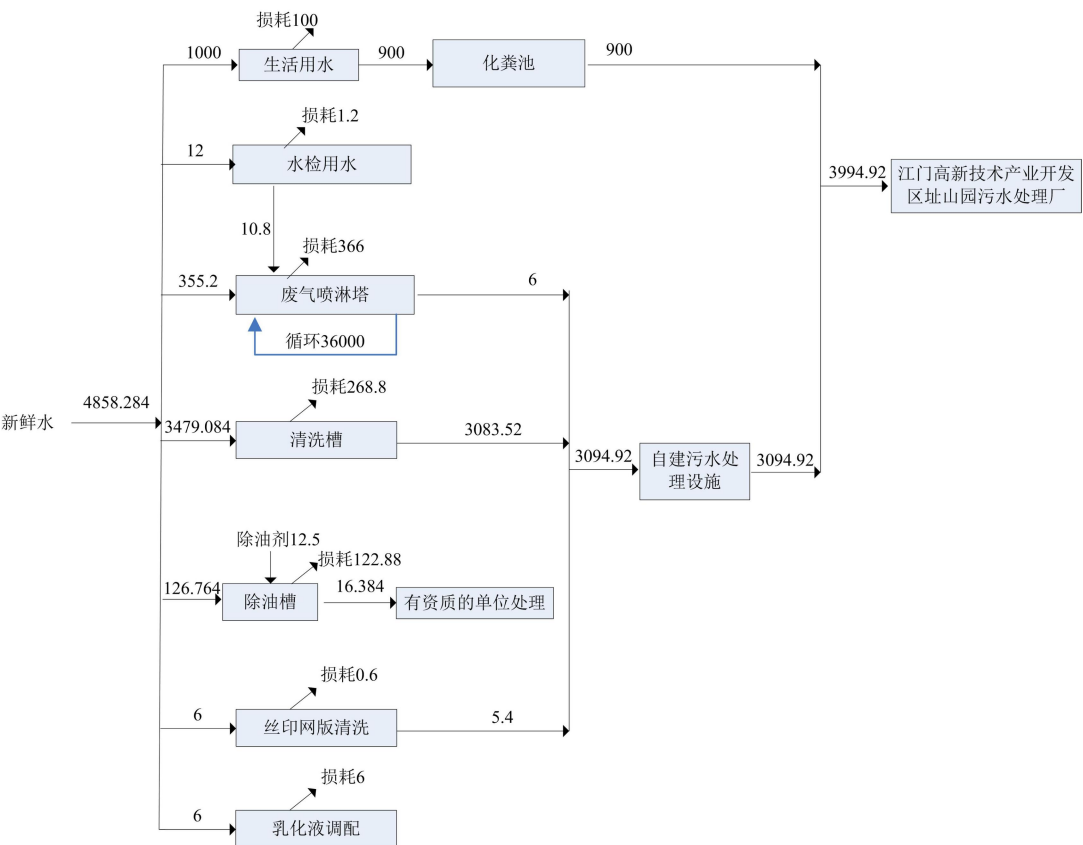 损耗100
1000
生活用水
900
化粪池
900
损耗1.2
12
水检用水
3994.92
江门高新技术产业开发
区址山园污水处理厂
10.8
损耗366
355.2
废气喷淋塔
6
循环36000
新鲜水
4858.284
损耗268.8
3479.084
清洗槽
3083.52
3094.92
自建污水处
理设施
3094.92
除油剂12.5
损耗122.88
126.764
除油槽
16.384
有资质的单位处理
损耗0.6
6
丝印网版清洗
5.4
损耗6
6
乳化液调配